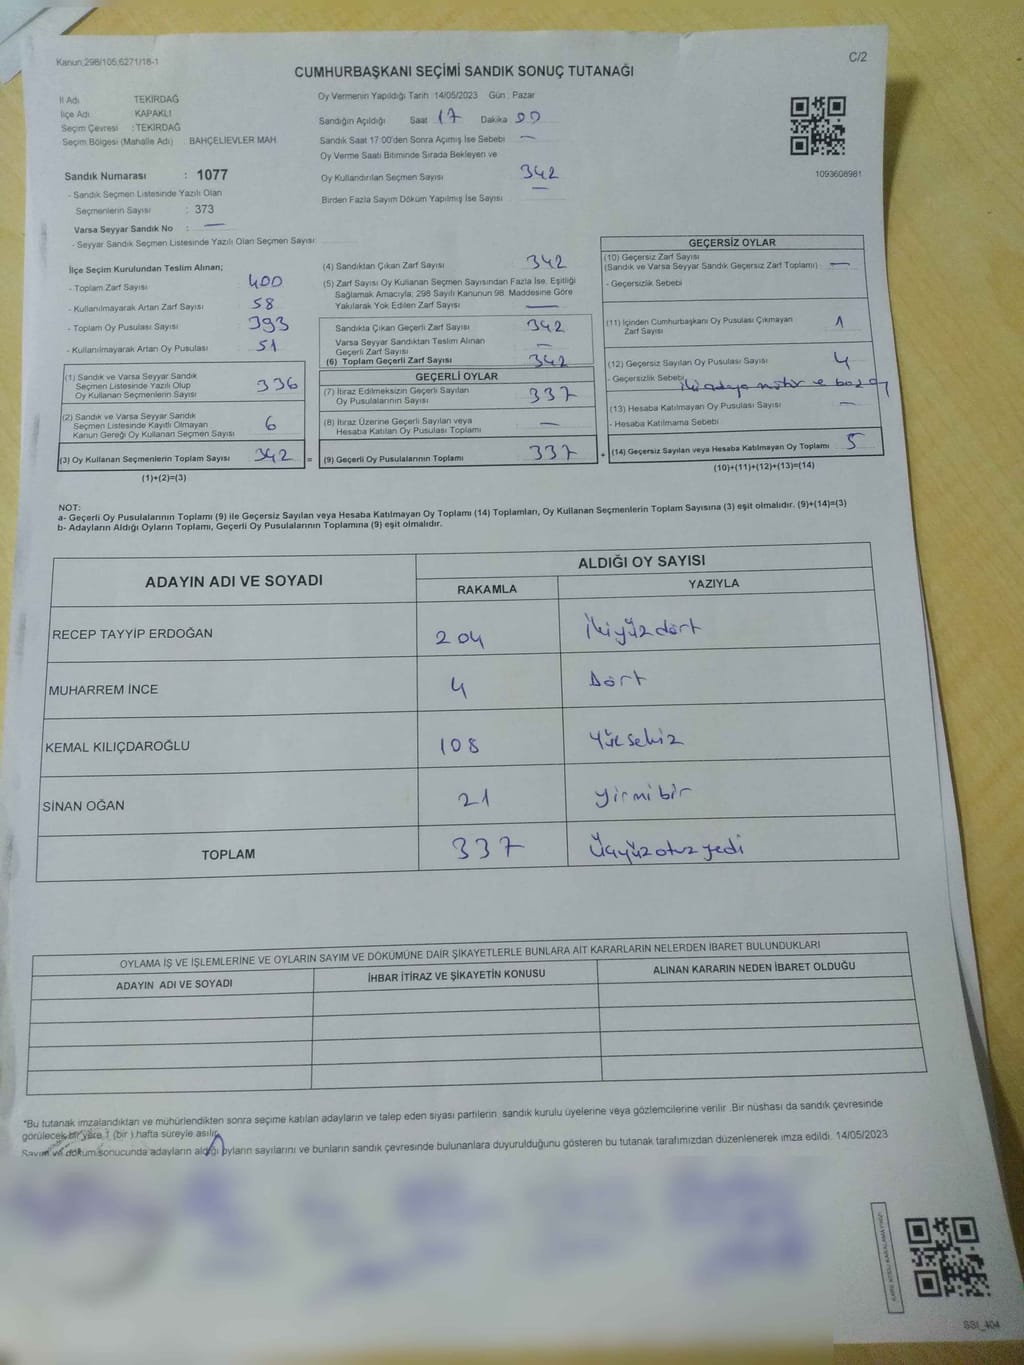 Kanun:298/105,6271/18-1
C/2
CUMHURBAŞKANI SEÇİMİ SANDIK SONUÇ TUTANAĞI
İl Adı TEKİRDAĞ
İlçe Adı KAPAKLI
Seçim Çevresi : TEKİRDAĞ
Seçim Bölgesi (Mahalle Adı) BAHÇELİEVLER MAH
Sandık Numarası : 1077
- Sandık Seçmen Listesinde Yazılı Olan
Seçmenlerin Sayısı : 373
Varsa Seyyar Sandık No : —
- Seyyar Sandık Seçmen Listesinde Yazılı Olan Seçmen Sayısı:
Oy Vermenin Yapıldığı Tarih 14/05/2023 Gün : Pazar
Sandığın Açıldığı Saat 17 Dakika 00
Sandık Saat 17.00'den Sonra Açımış İse Sebebi —
Oy Verme Saati Bitiminde Sırada Bekleyen ve
Oy Kullandırılan Seçmen Sayısı 342
Birden Fazla Sayım Döküm Yapılmış İse Sayısı —
1093608981
İlçe Seçim Kurulundan Teslim Alınan;
- Toplam Zarf Sayısı 400
- Kullanılmayarak Artan Zarf Sayısı 58
- Toplam Oy Pusulası Sayısı 393
- Kullanılmayarak Artan Oy Pusulası 51
(1) Sandık ve Varsa Seyyar Sandık
Seçmen Listesinde Yazılı Olup
Oy Kullanan Seçmenlerin Sayısı 336
(2) Sandık ve Varsa Seyyar Sandık
Seçmen Listesinde Kayıtlı Olmayan
Kanun Gereği Oy Kullanan Seçmen Sayısı 6
(3) Oy Kullanan Seçmenlerin Toplam Sayısı 342 =
(1)+(2)=(3)
(4) Sandıktan Çıkan Zarf Sayısı 342
(5) Zarf Sayısı Oy Kullanan Seçmen Sayısından Fazla İse, Eşitliği
Sağlamak Amacıyla; 298 Sayılı Kanunun 98. Maddesine Göre
Yakılarak Yok Edilen Zarf Sayısı —
Sandıkta Çıkan Geçerli Zarf Sayısı 342
Varsa Seyyar Sandıktan Teslim Alınan
Geçerli Zarf Sayısı —
(6) Toplam Geçerli Zarf Sayısı 342
GEÇERLİ OYLAR
(7) İtiraz Edilmeksizin Geçerli Sayılan
Oy Pusulalarının Sayısı 337
(8) İtiraz Üzerine Geçerli Sayılan veya
Hesaba Katılan Oy Pusulası Toplamı —
(9) Geçerli Oy Pusulalarının Toplamı 337 +
GEÇERSİZ OYLAR
(10) Geçersiz Zarf Sayısı
(Sandık ve Varsa Seyyar Sandık Geçersiz Zarf Toplamı) —
- Geçersizlik Sebebi
(11) İçinden Cumhurbaşkanı Oy Pusulası Çıkmayan
Zarf Sayısı 1
(12) Geçersiz Sayılan Oy Pusulası Sayısı 4
- Geçersizlik Sebebi
(13) Hesaba Katılmayan Oy Pusulası Sayısı —
- Hesaba Katılmama Sebebi
(14) Geçersiz Sayılan veya Hesaba Katılmayan Oy Toplamı 5
(10)+(11)+(12)+(13)=(14)
NOT:
a- Geçerli Oy Pusulalarının Toplamı (9) ile Geçersiz Sayılan veya Hesaba Katılmayan Oy Toplamı (14) Toplamları, Oy Kullanan Seçmenlerin Toplam Sayısına (3) eşit olmalıdır. (9)+(14)=(3)
b- Adayların Aldığı Oyların Toplamı, Geçerli Oy Pusulalarının Toplamına (9) eşit olmalıdır.
ADAYIN ADI VE SOYADI
ALDIĞI OY SAYISI
RAKAMLA YAZIYLA
RECEP TAYYİP ERDOĞAN 204 İkiyüzdört
MUHARREM İNCE 4 Dört
KEMAL KILIÇDAROĞLU 108 Yüzsekiz
SİNAN OĞAN 21 yirmibir
TOPLAM 337 Üçyüzotuzyedi
OYLAMA İŞ VE İŞLEMLERİNE VE OYLARIN SAYIM VE DÖKÜMÜNE DAİR ŞİKAYETLERLE BUNLARA AİT KARARLARIN NELERDEN İBARET BULUNDUKLARI
ADAYIN ADI VE SOYADI İHBAR İTİRAZ VE ŞİKAYETİN KONUSU ALINAN KARARIN NEDEN İBARET OLDUĞU
*Bu tutanak imzalandıktan ve mühürlendikten sonra seçime katılan adayların ve talep eden siyasi partilerin sandık kurulu üyelerine veya gözlemcilerine verilir. Bir nüshası da sandık çevresinde
görülecek bir yere 1 (bir) hafta süreyle asılır.
Sayım ve döküm sonucunda adayların aldığı oyların sayılarını ve bunların sandık çevresinde bulunanlara duyurulduğunu gösteren bu tutanak tarafımızdan düzenlenerek imza edildi. 14/05/2023
SSI_404